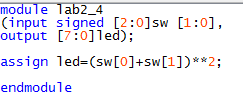 module lab2_4
(input signed [2:0]sw [1:0],
output [7:0]led);
assign led=(sw[0]+sw[1])**2;
endmodule